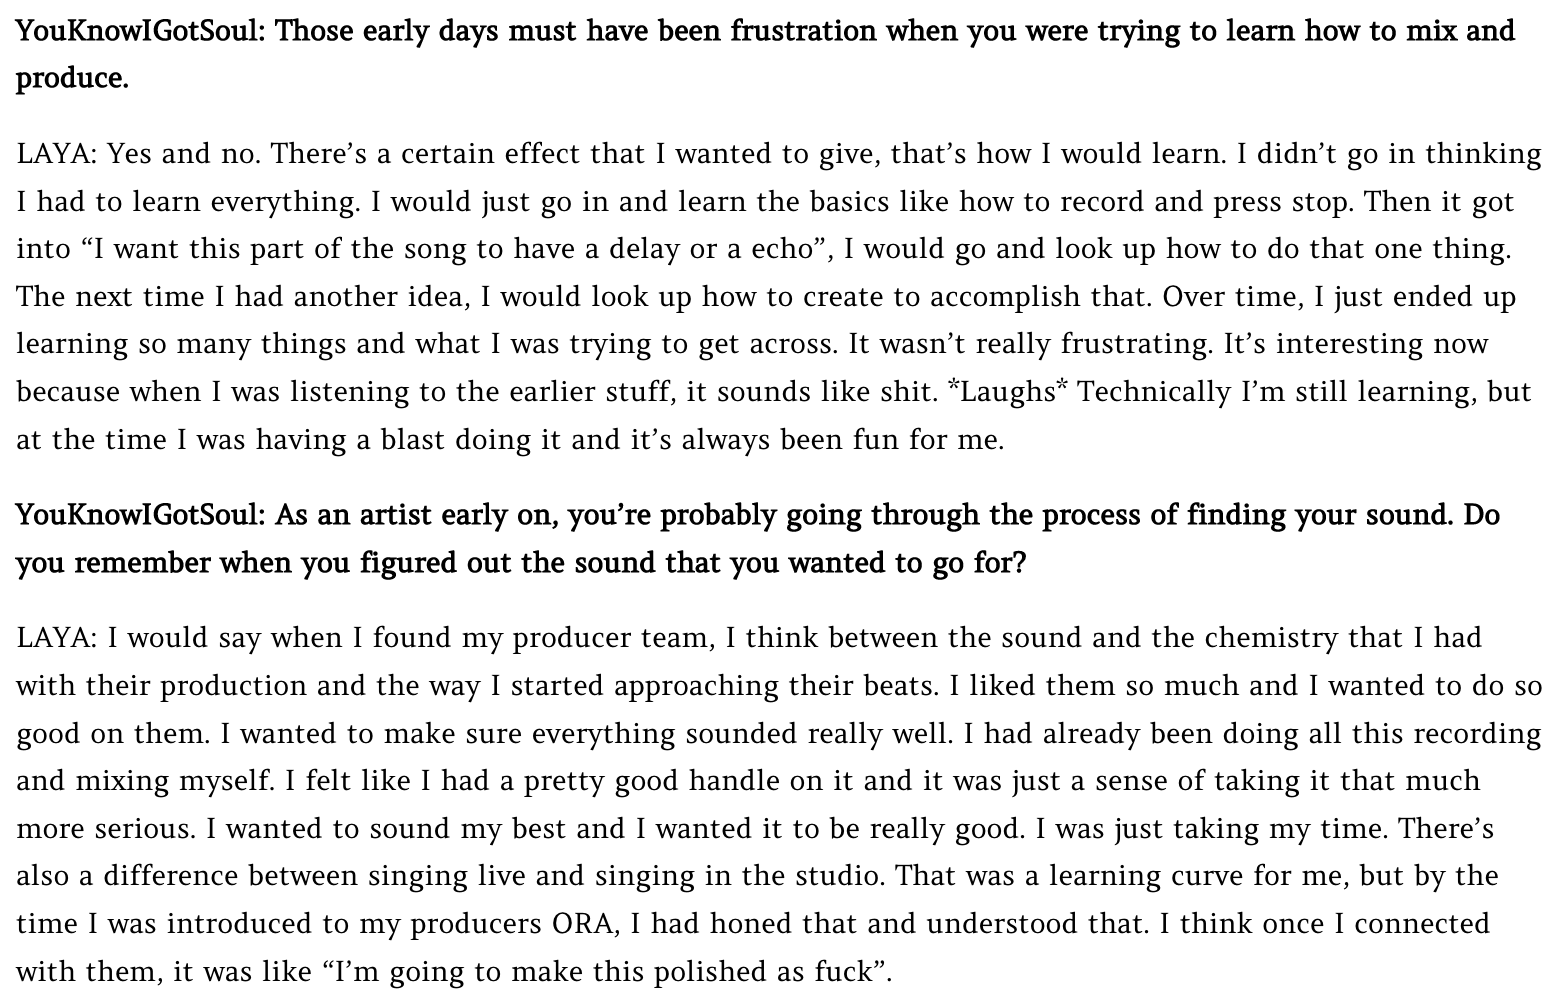 YouKnowIGotSoul: Those early days must have been frustration when you were trying to learn how to mix and
produce.
LAYA: Yes and no. There’s a certain effect that I wanted to give, that’s how I would learn. I didn’t go in thinking
I had to learn everything. I would just go in and learn the basics like how to record and press stop. Then it got
into “I want this part of the song to have a delay or a echo”, I would go and look up how to do that one thing.
The next time I had another idea, I would look up how to create to accomplish that. Over time, I just ended up
learning so many things and what I was trying to get across. It wasn’t really frustrating. It’s interesting now
because when I was listening to the earlier stuff, it sounds like shit. *Laughs* Technically I’m still learning, but
at the time I was having a blast doing it and it’s always been fun for me.
YouKnowIGotSoul: As an artist early on, you’re probably going through the process of finding your sound. Do
you remember when you figured out the sound that you wanted to go for?
LAYA: I would say when I found my producer team, I think between the sound and the chemistry that I had
with their production and the way I started approaching their beats. I liked them so much and I wanted to do so
good on them. I wanted to make sure everything sounded really well. I had already been doing all this recording
and mixing myself. I felt like I had a pretty good handle on it and it was just a sense of taking it that much
more serious. I wanted to sound my best and I wanted it to be really good. I was just taking my time. There’s
also a difference between singing live and singing in the studio. That was a learning curve for me, but by the
time I was introduced to my producers ORA, I had honed that and understood that. I think once I connected
with them, it was like “I’m going to make this polished as fuck”.